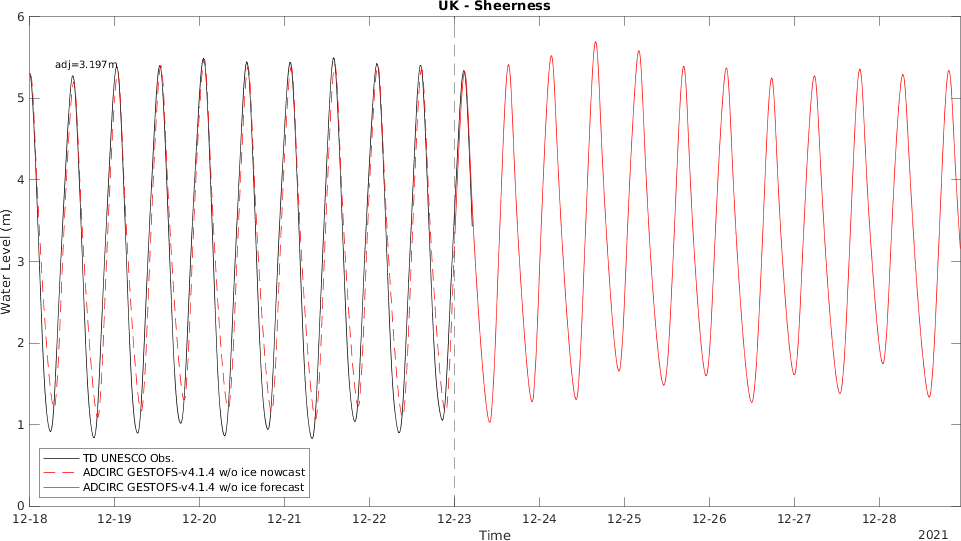 UK - Sheerness
adj=3.197m
6
5
4
3
2
1
0
Water Level (m)
TD UNESCO Obs.
ADCIRC GESTOFS-v4.1.4 w/o ice nowcast
ADCIRC GESTOFS-v4.1.4 w/o ice forecast
12-18 12-19 12-20 12-21 12-22 12-23 12-24 12-25 12-26 12-27 12-28
Time
2021